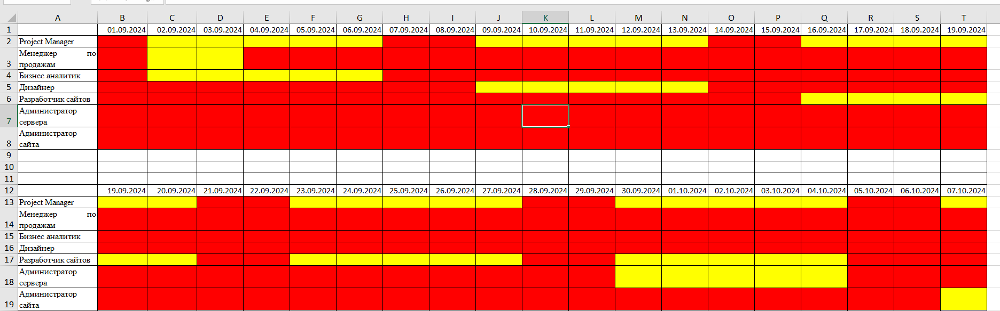 A B C D E F G H I J K L M N O P Q R S T
1 01.09.2024 02.09.2024 03.09.2024 04.09.2024 05.09.2024 06.09.2024 07.09.2024 08.09.2024 09.09.2024 10.09.2024 11.09.2024 12.09.2024 13.09.2024 14.09.2024 15.09.2024 16.09.2024 17.09.2024 18.09.2024 19.09.2024
2 Project Manager
Менеджер по
3 продажам
4 Бизнес аналитик
5 Дизайнер
6 Разработчик сайтов
Администратор
7 сервера
Администратор
8 сайта
9
10
11
12 19.09.2024 20.09.2024 21.09.2024 22.09.2024 23.09.2024 24.09.2024 25.09.2024 26.09.2024 27.09.2024 28.09.2024 29.09.2024 30.09.2024 01.10.2024 02.10.2024 03.10.2024 04.10.2024 05.10.2024 06.10.2024 07.10.2024
13 Project Manager
Менеджер по
14 продажам
15 Бизнес аналитик
16 Дизайнер
17 Разработчик сайтов
Администратор
18 сервера
Администратор
19 сайта